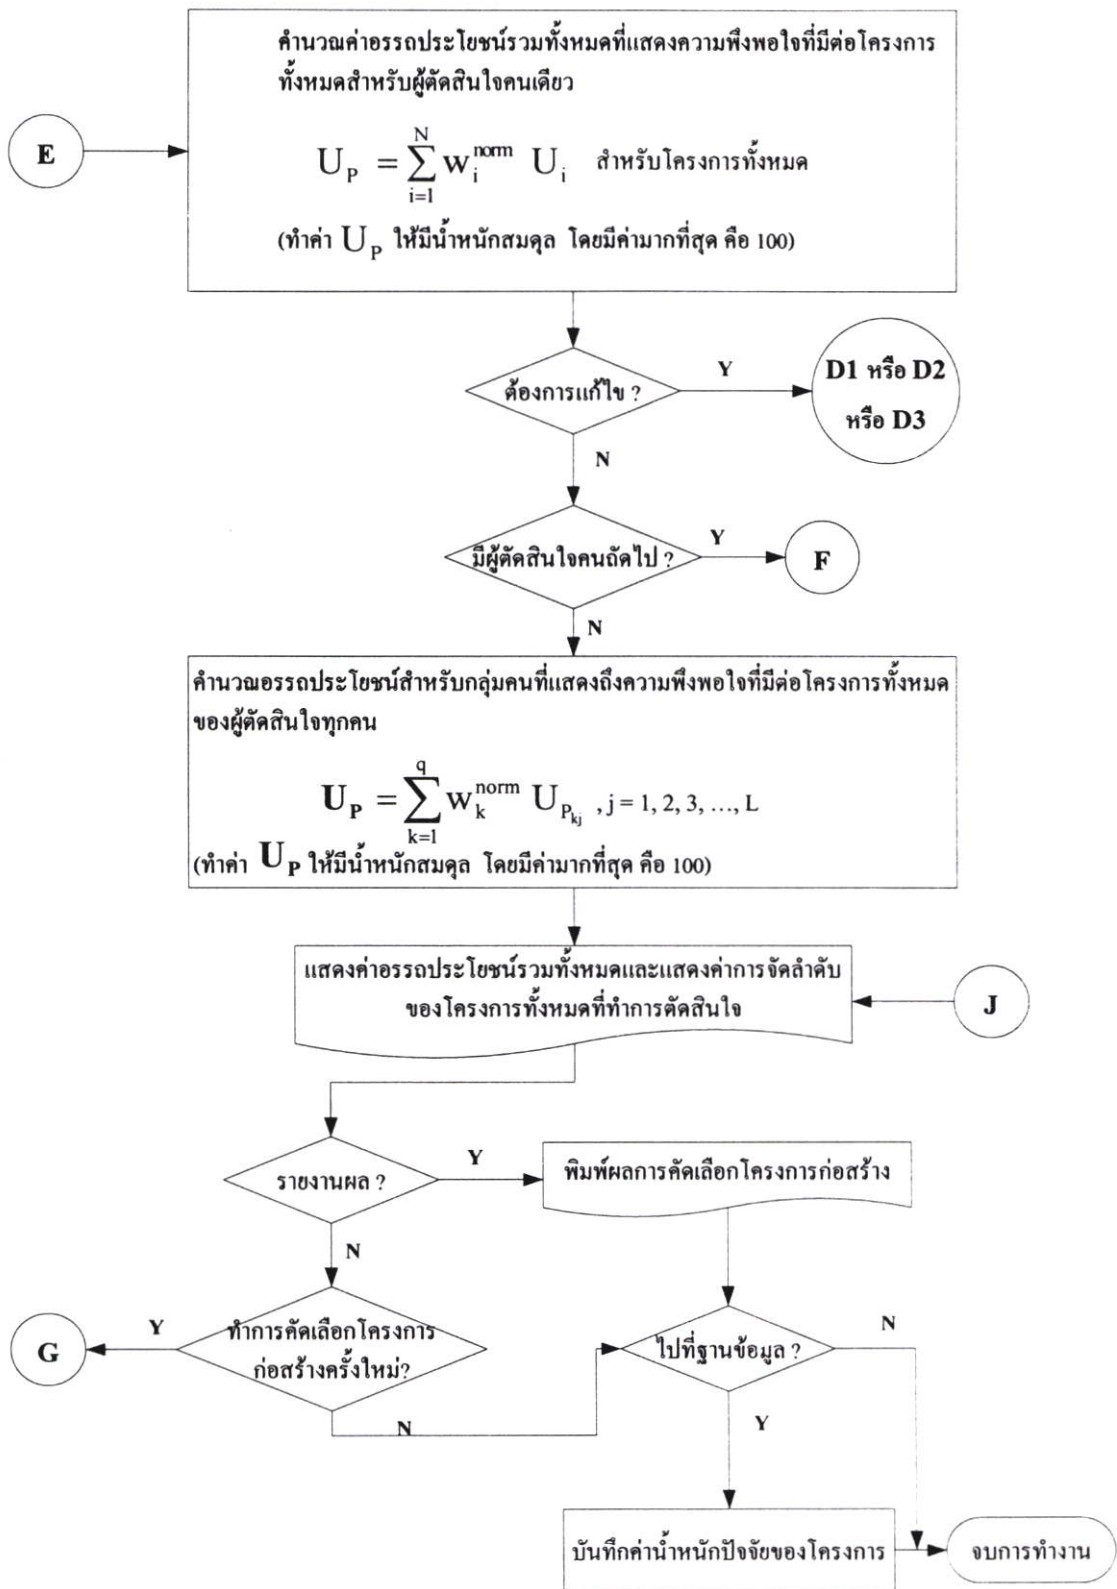 คำนวณค่าอรรถประโยชน์รวมทั้งหมดที่แสดงความพึงพอใจที่มีต่อโครงการ
ทั้งหมดสำหรับผู้ตัดสินใจคนเดียว
E
U_P = \sum_{i=1}^{N} w_i^{norm} U_i สำหรับโครงการทั้งหมด
(ทำค่า U_P ให้มีน้ำหนักสมดุล โดยมีค่ามากที่สุด คือ 100)
ต้องการแก้ไข ?
Y
D1 หรือ D2
หรือ D3
N
มีผู้ตัดสินใจคนถัดไป ?
Y
F
N
คำนวณอรรถประโยชน์สำหรับกลุ่มคนที่แสดงถึงความพึงพอใจที่มีต่อโครงการทั้งหมด
ของผู้ตัดสินใจทุกคน
U_P = \sum_{k=1}^{q} w_k^{norm} U_{P_{kj}} , j = 1, 2, 3, ..., L
(ทำค่า U_P ให้มีน้ำหนักสมดุล โดยมีค่ามากที่สุด คือ 100)
แสดงค่าอรรถประโยชน์รวมทั้งหมดและแสดงค่าการจัดลำดับ
ของโครงการทั้งหมดที่ทำการตัดสินใจ
J
รายงานผล ?
Y
พิมพ์ผลการคัดเลือกโครงการก่อสร้าง
N
G
Y
ทำการคัดเลือกโครงการ
ก่อสร้างครั้งใหม่?
ไปที่ฐานข้อมูล ?
N
N
Y
บันทึกค่าน้ำหนักปัจจัยของโครงการ
จบการทำงาน